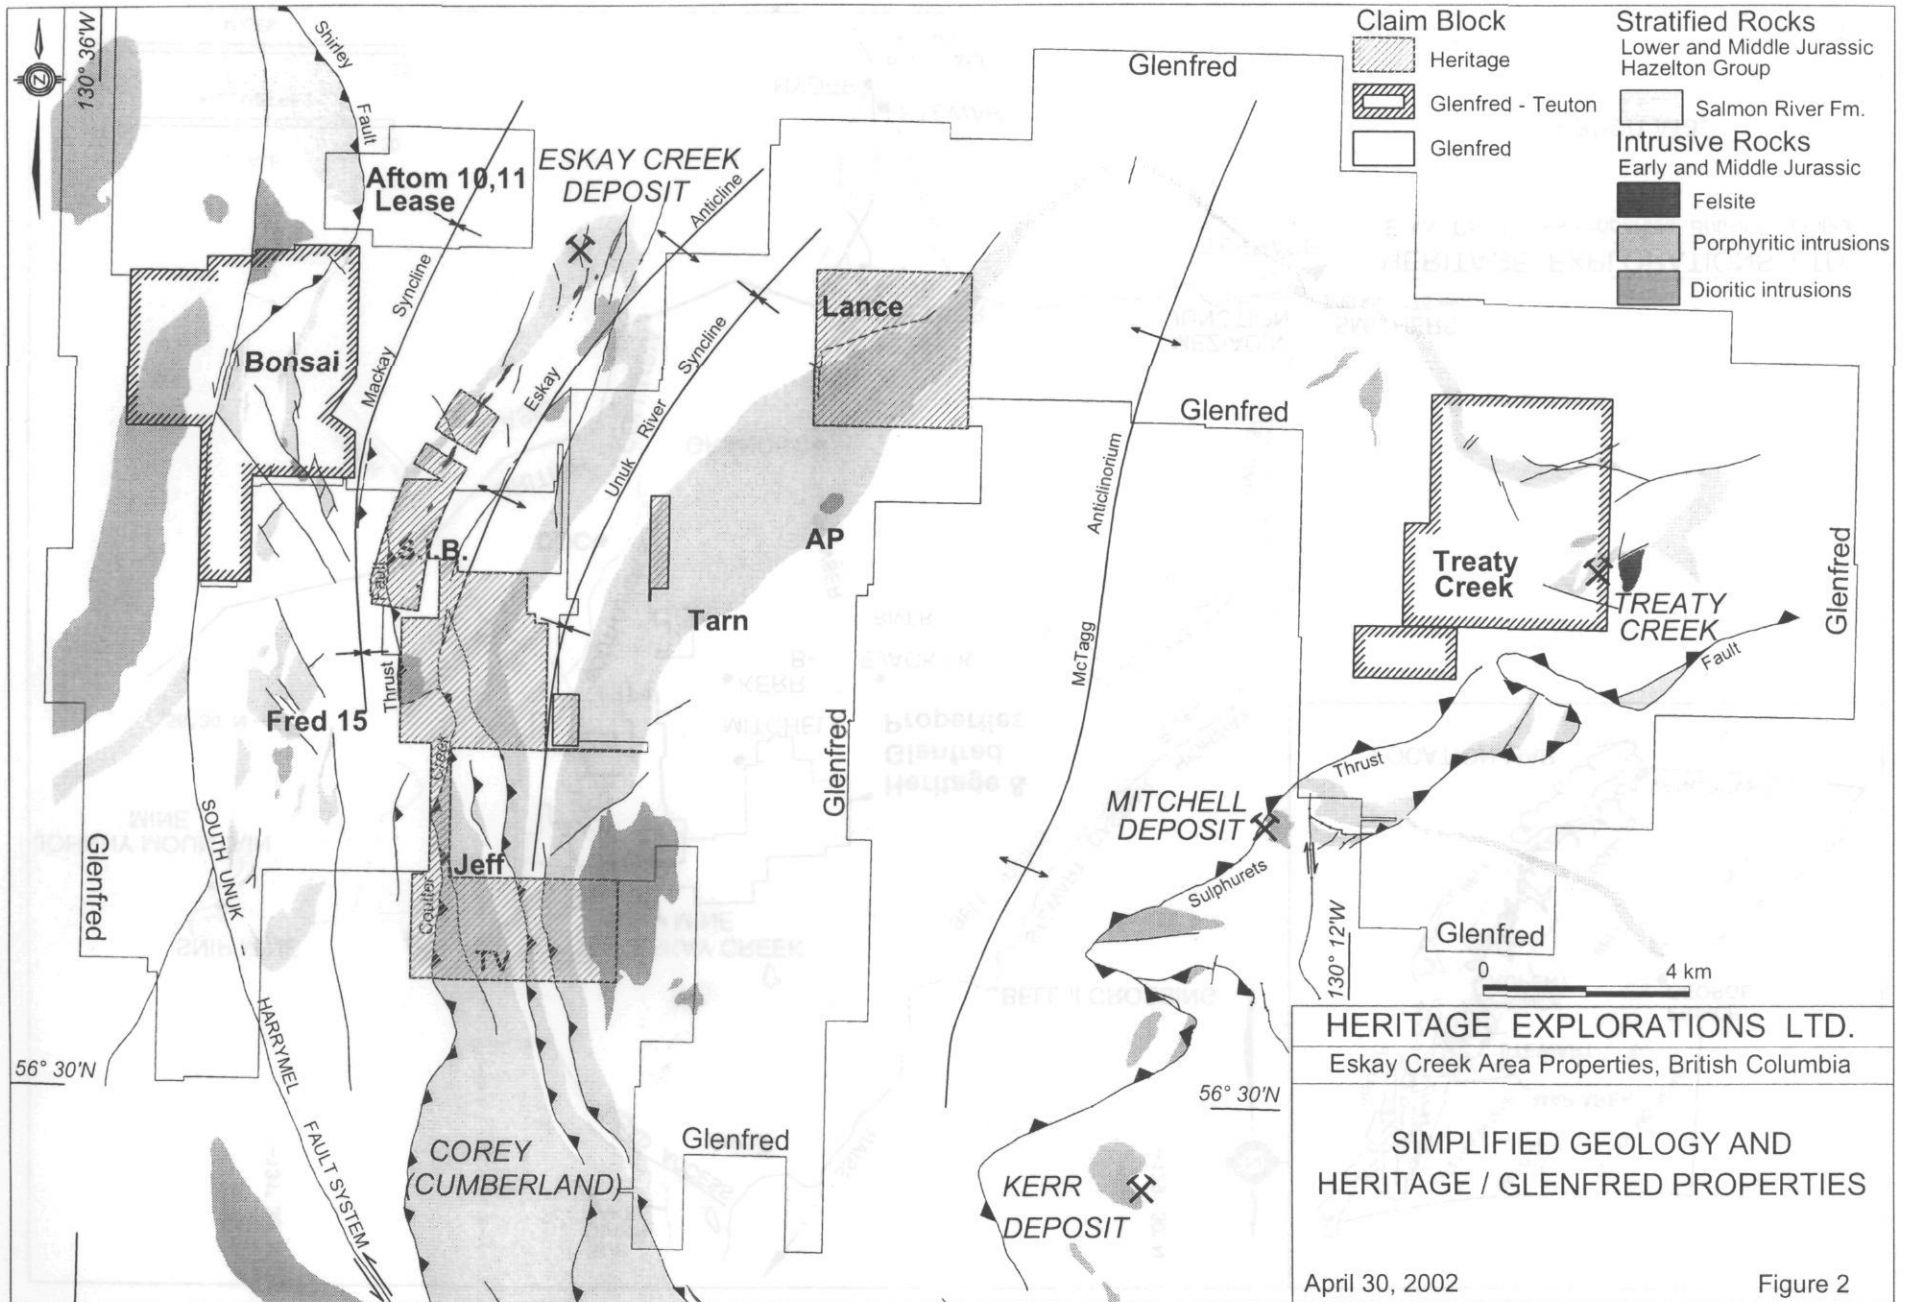 130° 36'W
Shirley
Fault
Claim Block
Heritage
Glenfred - Teuton
Glenfred
Stratified Rocks
Lower and Middle Jurassic
Hazelton Group
Salmon River Fm.
Intrusive Rocks
Early and Middle Jurassic
Felsite
Porphyritic intrusions
Dioritic intrusions
Glenfred
Aftom 10,11
Lease
ESKAY CREEK
DEPOSIT
Anticline
Eskay
Mackay
Syncline
Unuk
River
Syncline
Lance
Bonsai
Glenfred
McTagg
Anticlinorium
S.I.B.
AP
Tarn
Fault
Thrust
Creek
Coulter
Fred 15
Jeff
TV
Treaty
Creek
TREATY
CREEK
Glenfred
Fault
Thrust
Sulphurets
MITCHELL
DEPOSIT
Glenfred
Glenfred
SOUTH UNUK
HARRYMEL
FAULT SYSTEM
Glenfred
130° 12'W
0 4 km
56° 30'N
56° 30'N
COREY
(CUMBERLAND)
Glenfred
KERR
DEPOSIT
HERITAGE EXPLORATIONS LTD.
Eskay Creek Area Properties, British Columbia
SIMPLIFIED GEOLOGY AND
HERITAGE / GLENFRED PROPERTIES
April 30, 2002
Figure 2